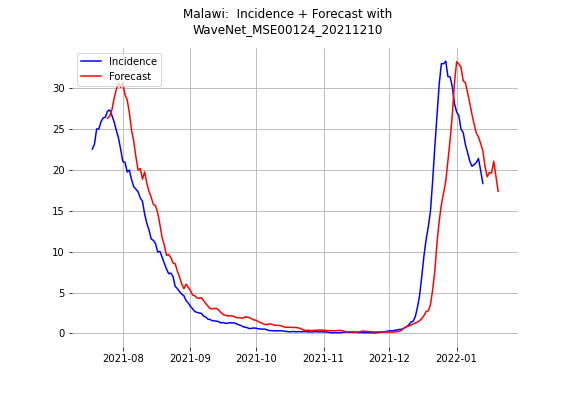 Malawi:  Incidence + Forecast with
WaveNet_MSE00124_20211210
Incidence
Forecast
30
25
20
15
10
5
0
2021-08 2021-09 2021-10 2021-11 2021-12 2022-01